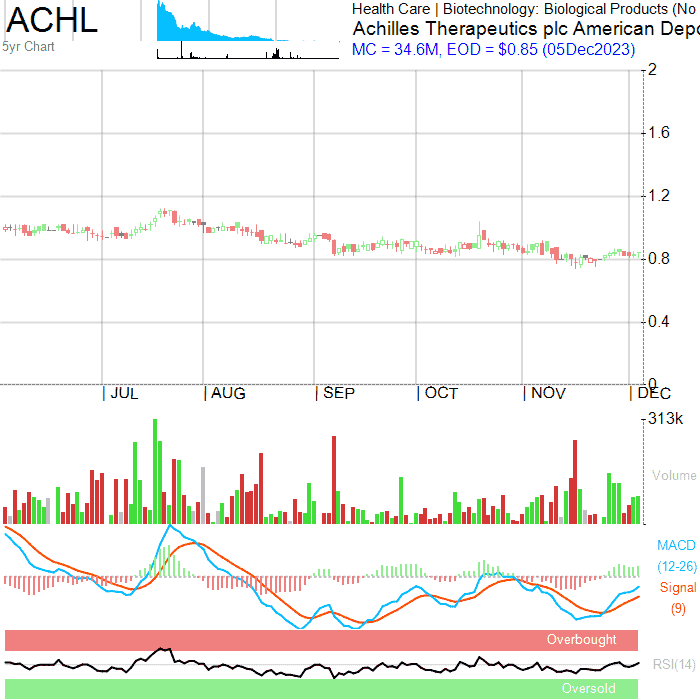 ACHL
5yr Chart
Health Care | Biotechnology: Biological Products (No
Achilles Therapeutics plc American Depo
MC = 34.6M, EOD = $0.85 (05Dec2023)
2
1.6
1.2
0.8
0.4
0
| JUL | AUG | SEP | OCT | NOV | DEC
313k
Volume
MACD
(12-26)
Signal
(9)
Overbought
RSI(14)
Oversold